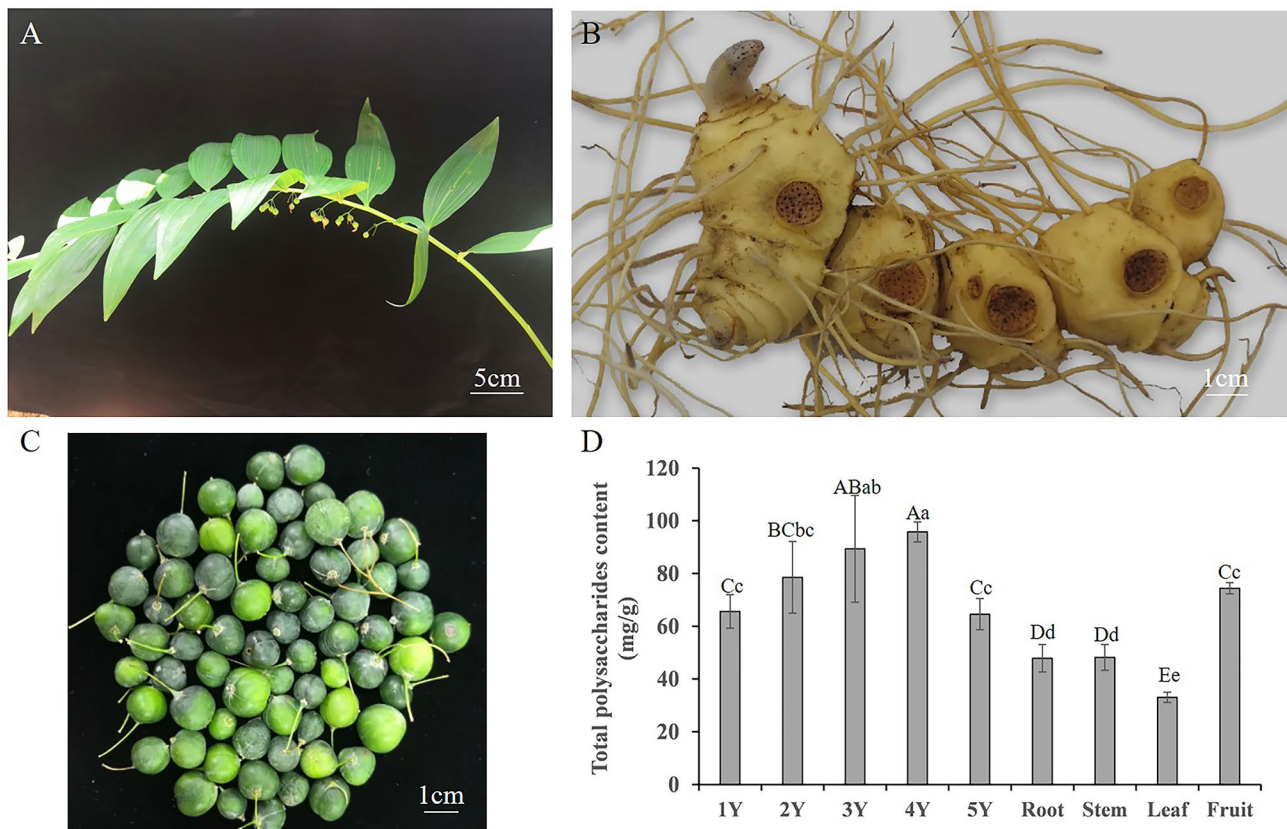 A
5cm
B
1cm
C
1cm
D
Total polysaccharides content
(mg/g)
120
100
80
60
40
20
0
Cc
BCbc
ABab
Aa
Cc
Dd
Dd
Ee
Cc
1Y 2Y 3Y 4Y 5Y Root Stem Leaf Fruit